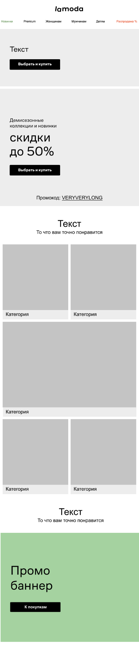 lamoda
Новинки Premium Женщинам Мужчинам Детям Распродажа %
Текст
Выбрать и купить
Демисезонные
коллекции и новинки
скидки
до 50%
Выбрать и купить
Промокод: VERYVERYLONG
Текст
То что вам точно понравится
Категория Категория
Категория
Категория Категория
Текст
То что вам точно понравится
Промо
баннер
К покупкам